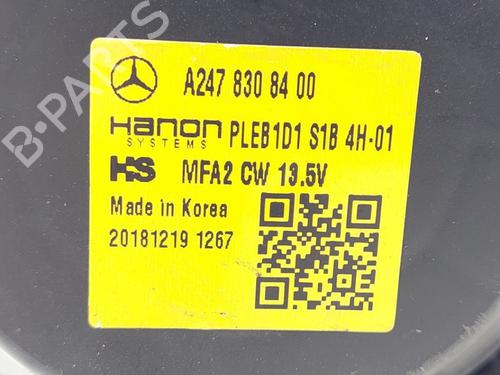 A247 830 84 00
Hanon PLEB1D1 S1B 4H-01
SYSTEMS
HS MFA2 CW 13.5V
Made in Korea
20181219 1267